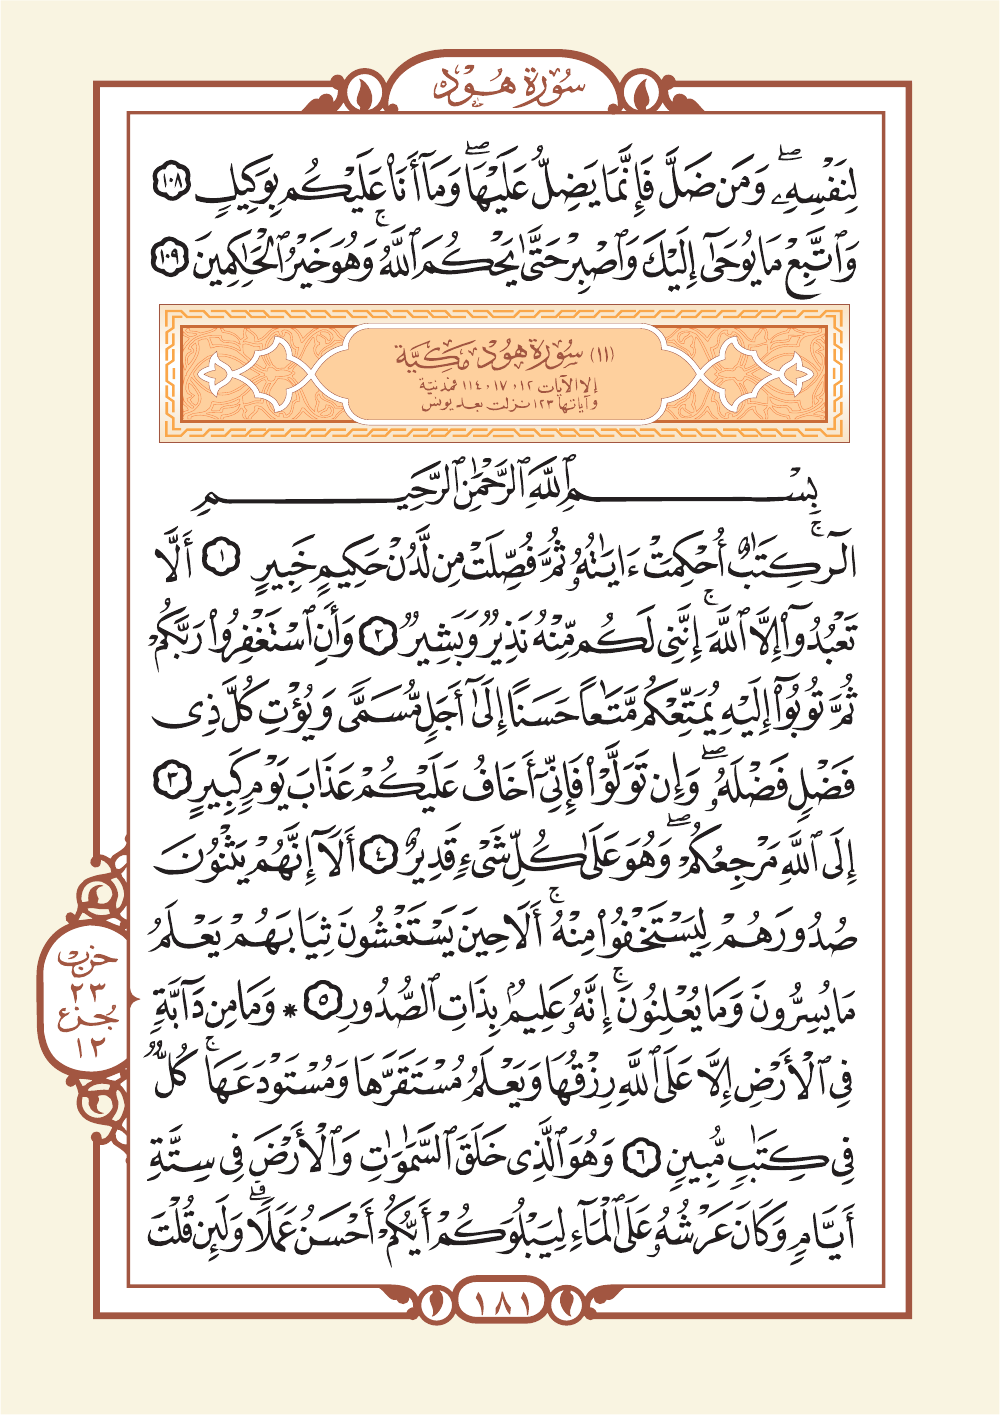 سُورَةُ هُودٍ
لِنَفْسِهِۦۖ وَمَن ضَلَّ فَإِنَّمَا يَضِلُّ عَلَيْهَاۖ وَمَآ أَنَا۠ عَلَيْكُم بِوَكِيلٍ ١٠٨
وَٱتَّبِعْ مَا يُوحَىٰٓ إِلَيْكَ وَٱصْبِرْ حَتَّىٰ يَحْكُمَ ٱللَّهُۚ وَهُوَ خَيْرُ ٱلْحَٰكِمِينَ ١٠٩
(١١) سُورَة هُود مَكيَّة
إلا الآيات ١٢، ١٧، ١١٤ فمدنيّة
وآياتها ١٢٣ نزلت بعد يونس
بِسْمِ ٱللَّهِ ٱلرَّحْمَٰنِ ٱلرَّحِيمِ
الٓرۚ كِتَٰبٌ أُحْكِمَتْ ءَايَٰتُهُۥ ثُمَّ فُصِّلَتْ مِن لَّدُنْ حَكِيمٍ خَبِيرٍ ١ أَلَّا
تَعْبُدُوٓا۟ إِلَّا ٱللَّهَۚ إِنَّنِى لَكُم مِّنْهُ نَذِيرٌ وَبَشِيرٌ ٢ وَأَنِ ٱسْتَغْفِرُوا۟ رَبَّكُمْ
ثُمَّ تُوبُوٓا۟ إِلَيْهِ يُمَتِّعْكُم مَّتَٰعًا حَسَنًا إِلَىٰٓ أَجَلٍ مُّسَمًّى وَيُؤْتِ كُلَّ ذِى
فَضْلٍ فَضْلَهُۥۖ وَإِن تَوَلَّوْا۟ فَإِنِّىٓ أَخَافُ عَلَيْكُمْ عَذَابَ يَوْمٍ كَبِيرٍ ٣
إِلَى ٱللَّهِ مَرْجِعُكُمْۖ وَهُوَ عَلَىٰ كُلِّ شَىْءٍ قَدِيرٌ ٤ أَلَآ إِنَّهُمْ يَثْنُونَ
صُدُورَهُمْ لِيَسْتَخْفُوا۟ مِنْهُۚ أَلَا حِينَ يَسْتَغْشُونَ ثِيَابَهُمْ يَعْلَمُ
مَا يُسِرُّونَ وَمَا يُعْلِنُونَۚ إِنَّهُۥ عَلِيمٌۢ بِذَاتِ ٱلصُّدُورِ ٥ * وَمَا مِن دَآبَّةٍ
فِى ٱلْأَرْضِ إِلَّا عَلَى ٱللَّهِ رِزْقُهَا وَيَعْلَمُ مُسْتَقَرَّهَا وَمُسْتَوْدَعَهَاۚ كُلٌّ
فِى كِتَٰبٍ مُّبِينٍ ٦ وَهُوَ ٱلَّذِى خَلَقَ ٱلسَّمَٰوَٰتِ وَٱلْأَرْضَ فِى سِتَّةِ
أَيَّامٍ وَكَانَ عَرْشُهُۥ عَلَى ٱلْمَآءِ لِيَبْلُوَكُمْ أَيُّكُمْ أَحْسَنُ عَمَلًاۗ وَلَئِن قُلْتَ
حزب
٢٣
جزء
١٢
١٨١